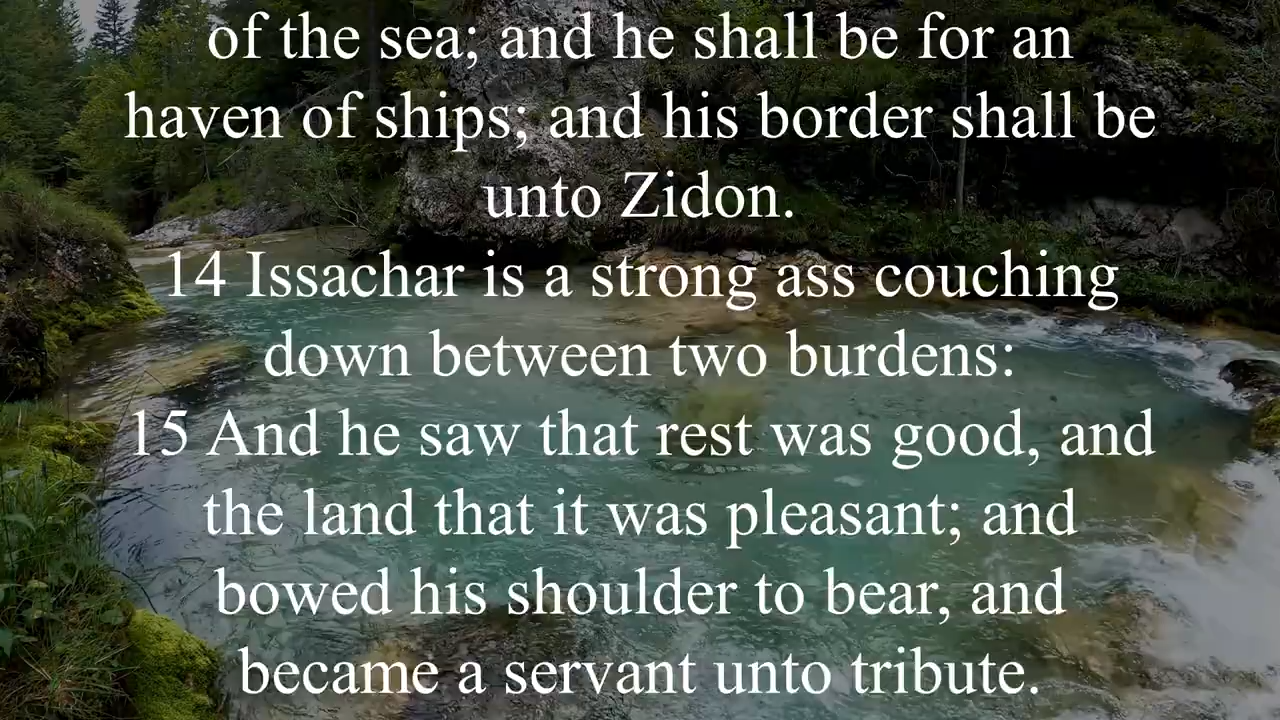 of the sea; and he shall be for an
haven of ships; and his border shall be
unto Zidon.
14 Issachar is a strong ass couching
down between two burdens:
15 And he saw that rest was good, and
the land that it was pleasant; and
bowed his shoulder to bear, and
became a servant unto tribute.